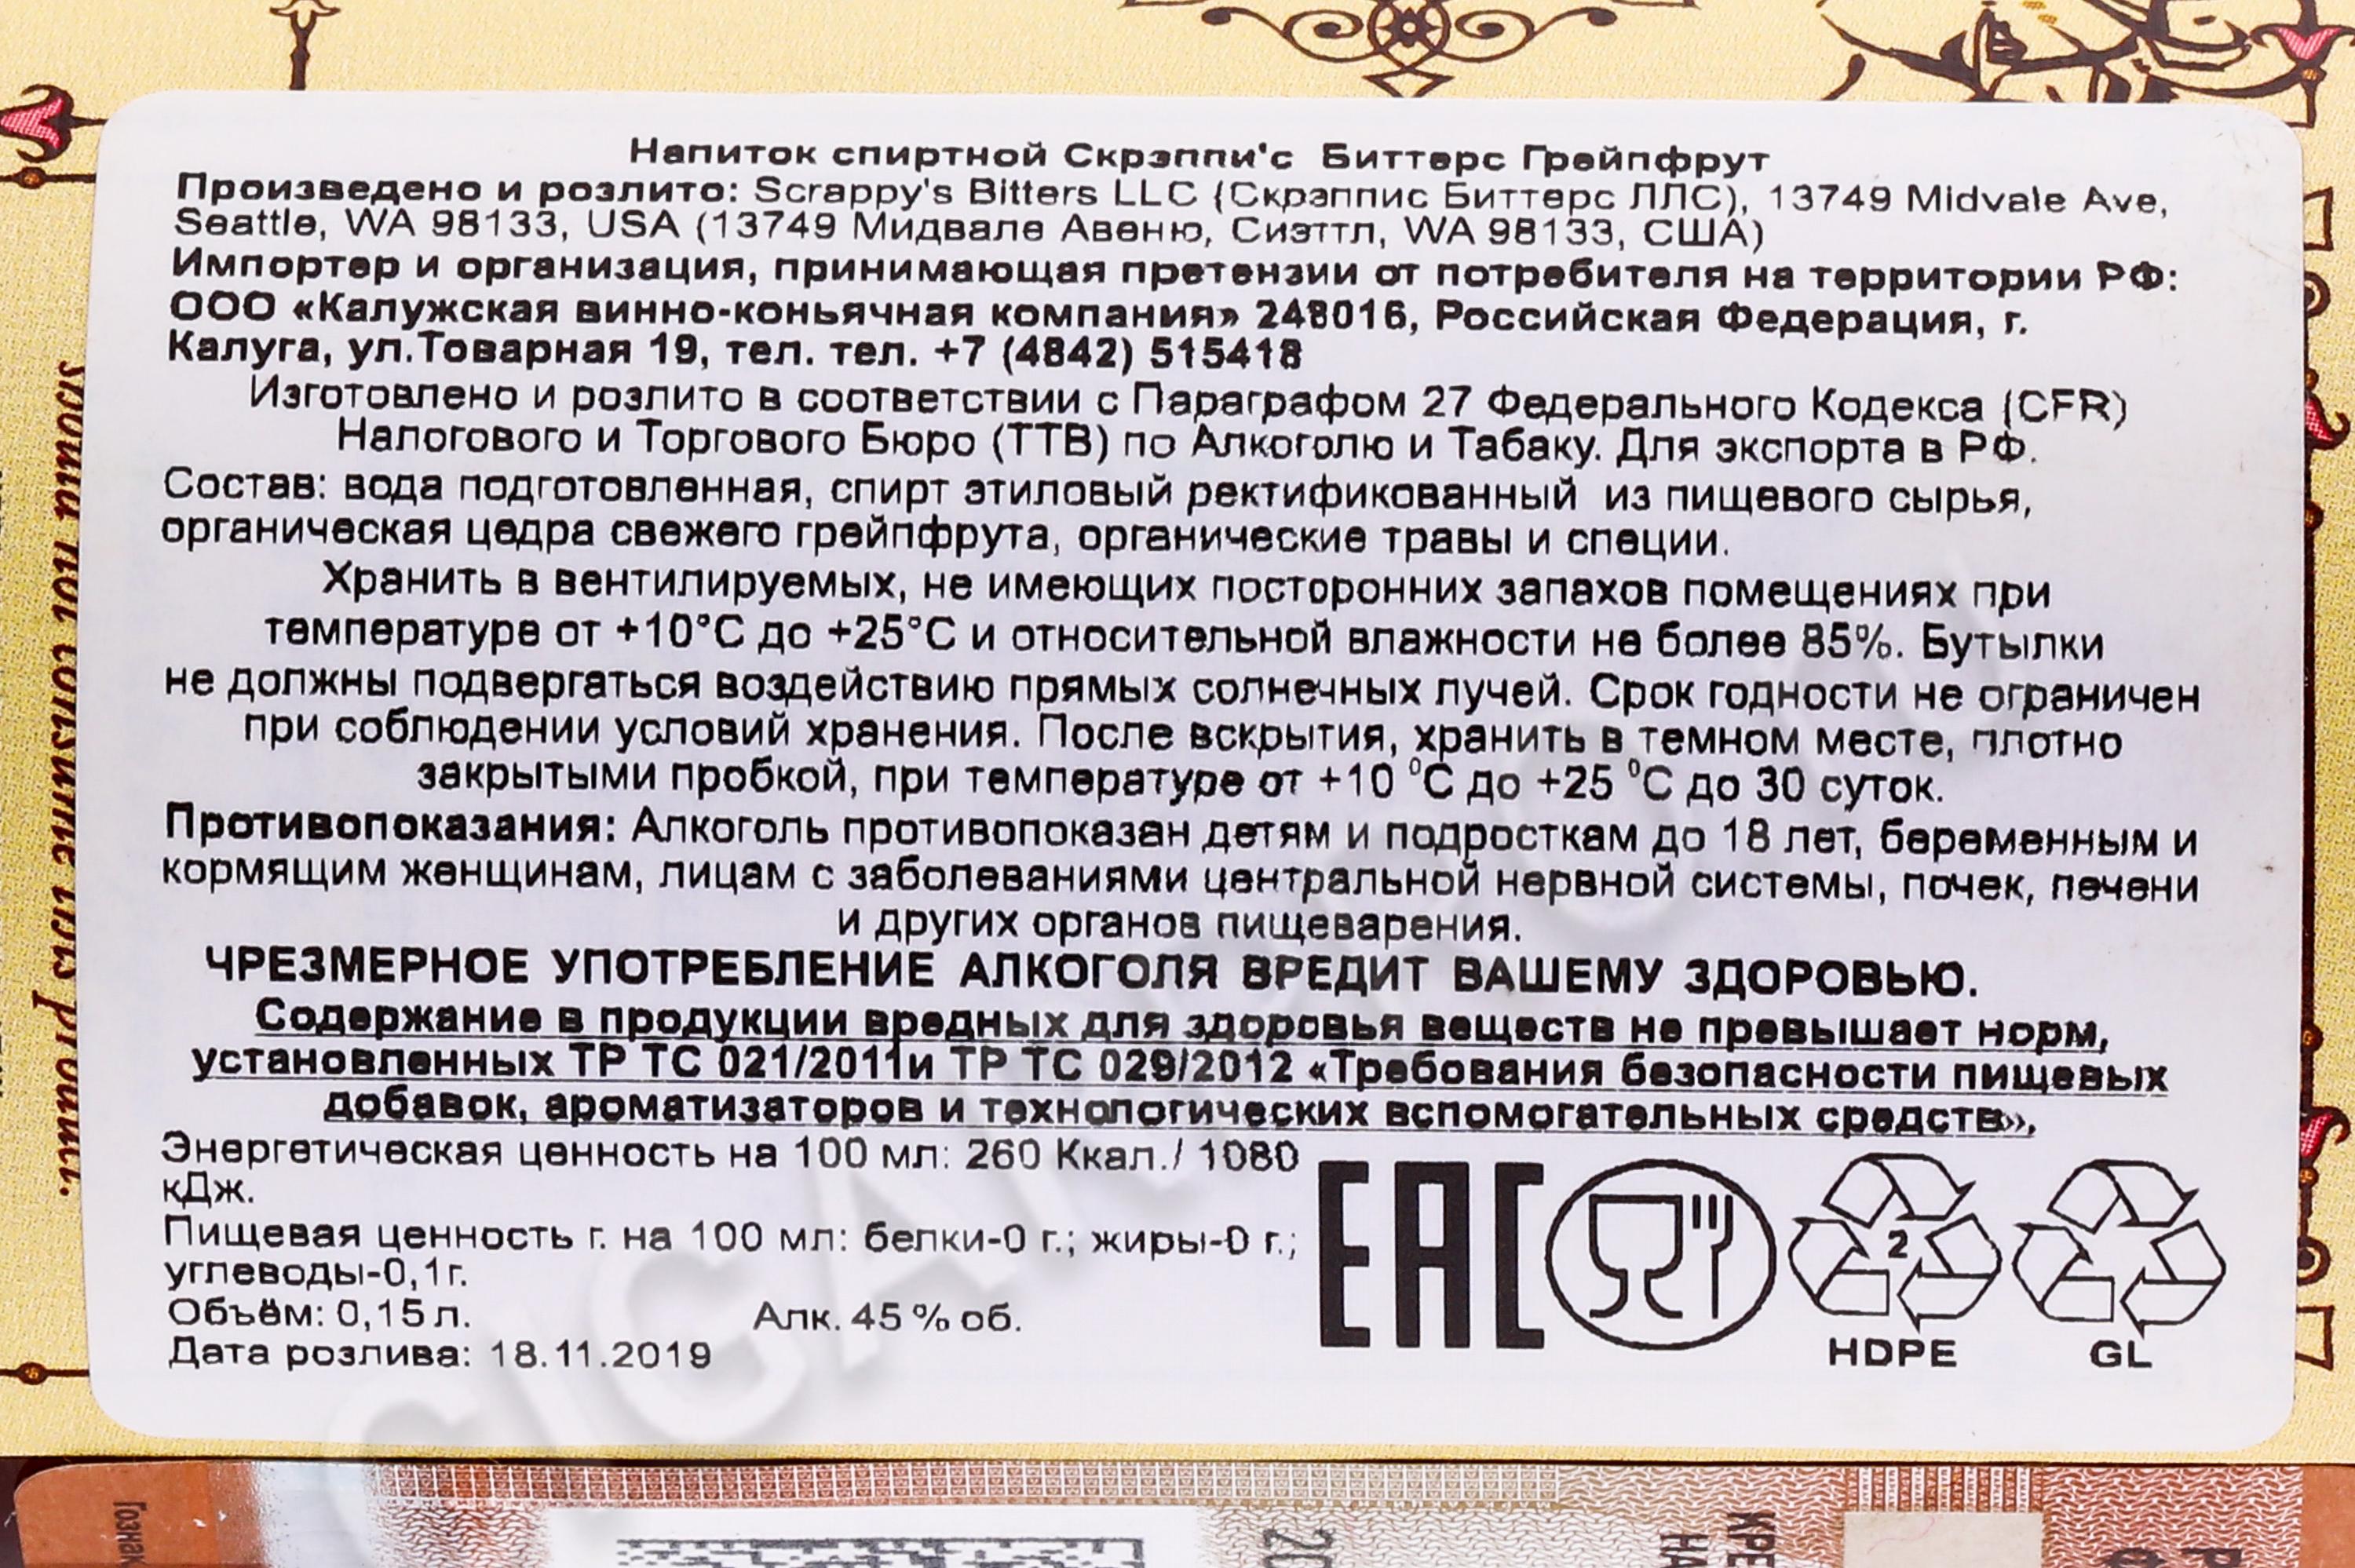 Напиток спиртной Скрэппи'с Биттерс Грейпфрут
Произведено и розлито: Scrappy's Bitters LLC (Скрэппис Биттерс ЛЛС), 13749 Midvale Ave,
Seattle, WA 98133, USA (13749 Мидвале Авеню, Сиэттл, WA 98133, США)
Импортер и организация, принимающая претензии от потребителя на территории РФ:
ООО «Калужская винно-коньячная компания» 248016, Российская Федерация, г.
Калуга, ул.Товарная 19, тел. тел. +7 (4842) 515418
Изготовлено и розлито в соответствии с Параграфом 27 Федерального Кодекса (CFR)
Налогового и Торгового Бюро (ТТВ) по Алкоголю и Табаку. Для экспорта в РФ.
Состав: вода подготовленная, спирт этиловый ректификованный из пищевого сырья,
органическая цедра свежего грейпфрута, органические травы и специи.
Хранить в вентилируемых, не имеющих посторонних запахов помещениях при
температуре от +10°С до +25°С и относительной влажности не более 85%. Бутылки
не должны подвергаться воздействию прямых солнечных лучей. Срок годности не ограничен
при соблюдении условий хранения. После вскрытия, хранить в темном месте, плотно
закрытыми пробкой, при температуре от +10 ⁰С до +25 ⁰С до 30 суток.
Противопоказания: Алкоголь противопоказан детям и подросткам до 18 лет, беременным и
кормящим женщинам, лицам с заболеваниями центральной нервной системы, почек, печени
и других органов пищеварения.
ЧРЕЗМЕРНОЕ УПОТРЕБЛЕНИЕ АЛКОГОЛЯ ВРЕДИТ ВАШЕМУ ЗДОРОВЬЮ.
Содержание в продукции вредных для здоровья веществ не превышает норм,
установленных ТР ТС 021/2011и ТР ТС 029/2012 «Требования безопасности пищевых
добавок, ароматизаторов и технологических вспомогательных средств».
Энергетическая ценность на 100 мл: 260 Ккал./ 1080
кДж.
Пищевая ценность г. на 100 мл: белки-0 г.; жиры-0 г.;
углеводы-0,1г.
Объём: 0,15 л. Алк. 45 % об.
Дата розлива: 18.11.2019
EAC
2
HDPE
GL